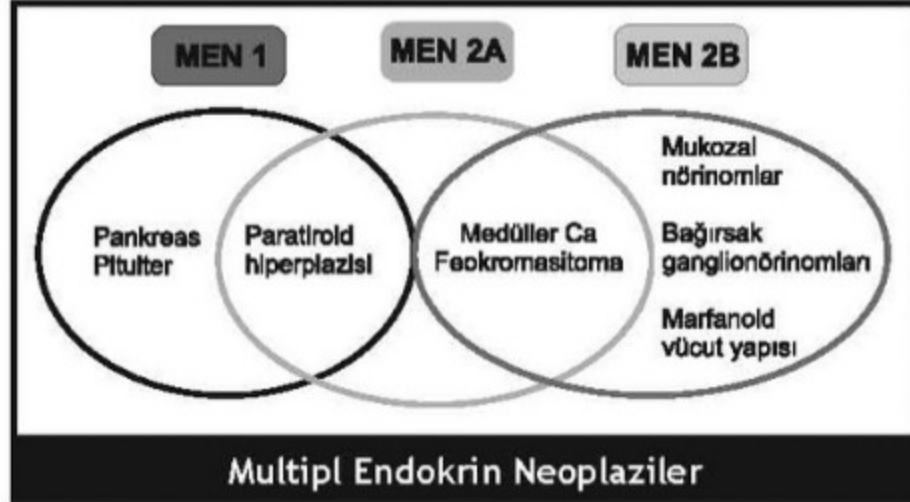 MEN 1
MEN 2A
MEN 2B
Pankreas
Pituiter
Paratiroid
hiperplazisi
Medüller Ca
Feokromasitoma
Mukozal
nörinomlar
Bağırsak
ganglionörinomları
Marfanoid
vücut yapısı
Multipl Endokrin Neoplaziler